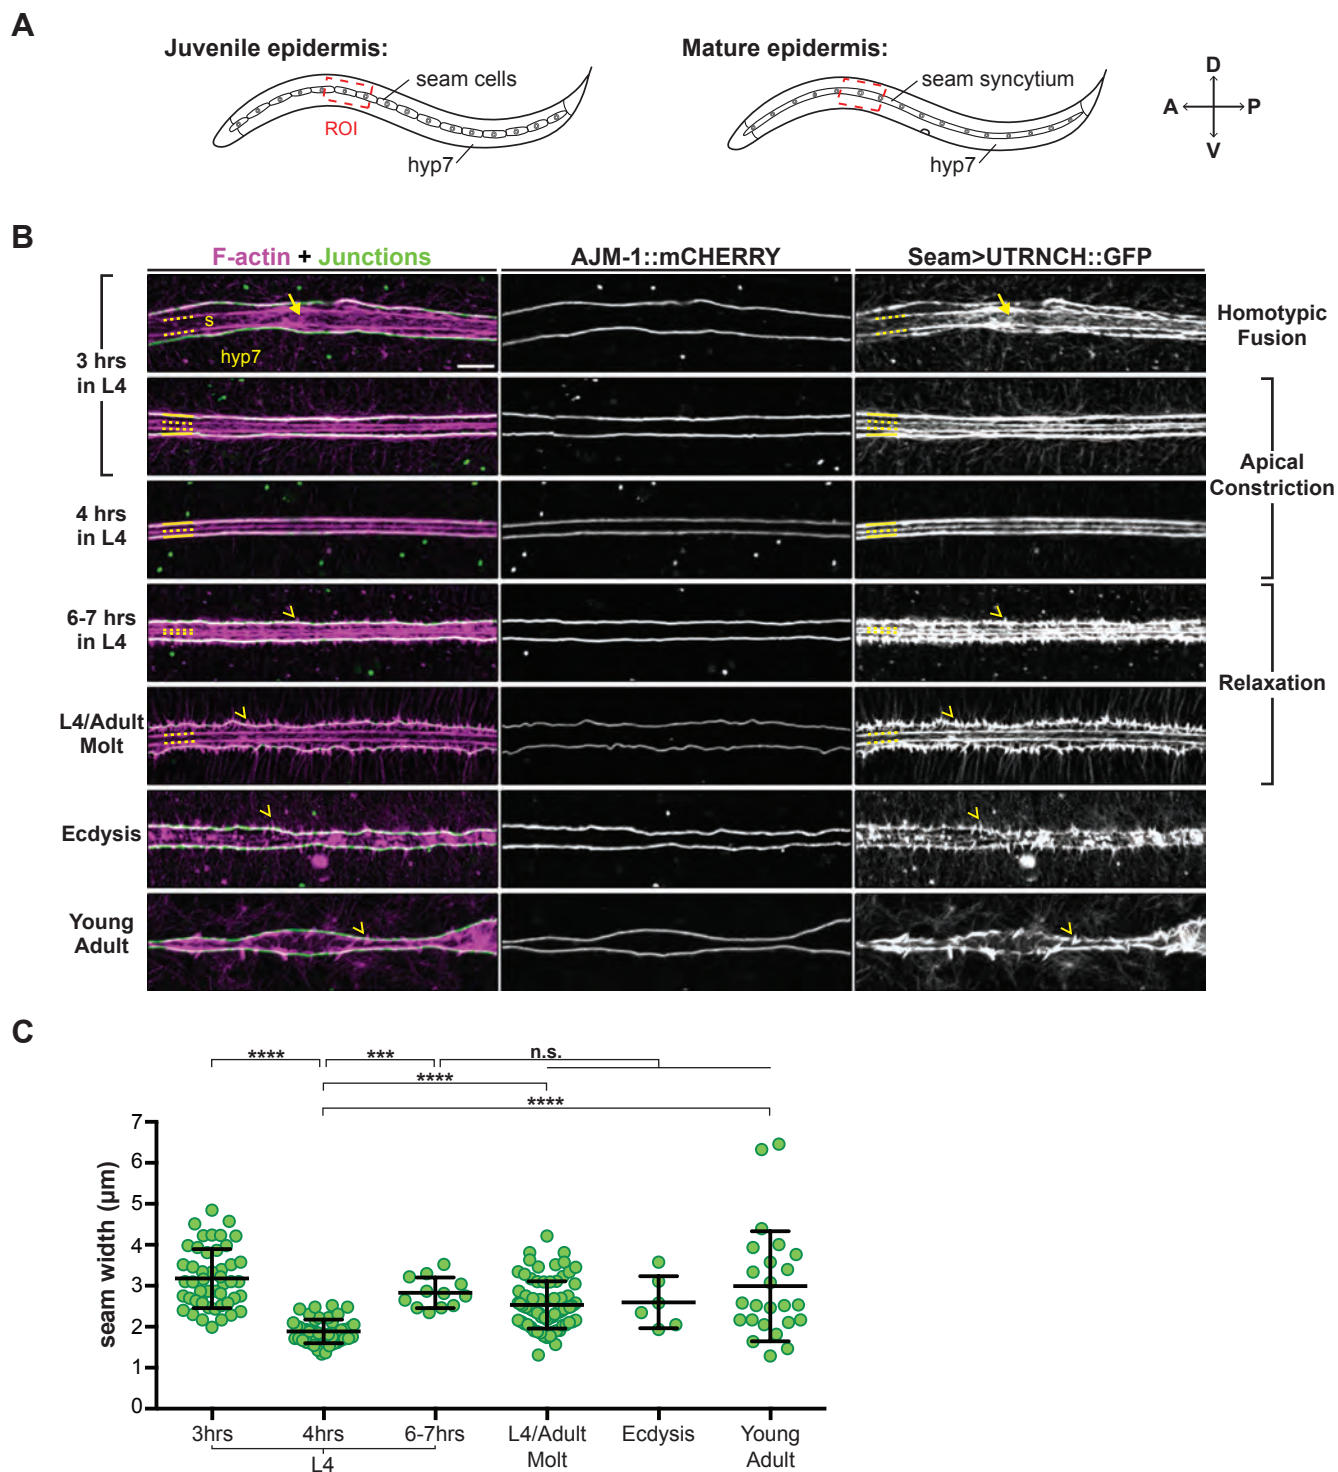 A
Juvenile epidermis:
seam cells
ROI
hyp7
Mature epidermis:
seam syncytium
hyp7
D
A
P
V
B
F-actin + Junctions
AJM-1::mCHERRY
Seam>UTRNCH::GFP
3 hrs
in L4
s
hyp7
Homotypic
Fusion
Apical
Constriction
4 hrs
in L4
6-7 hrs
in L4
Relaxation
L4/Adult
Molt
Ecdysis
Young
Adult
C
**** *** n.s.
****
****
seam width (µm)
7
6
5
4
3
2
1
0
3hrs 4hrs 6-7hrs L4/Adult Ecdysis Young
Molt Adult
L4